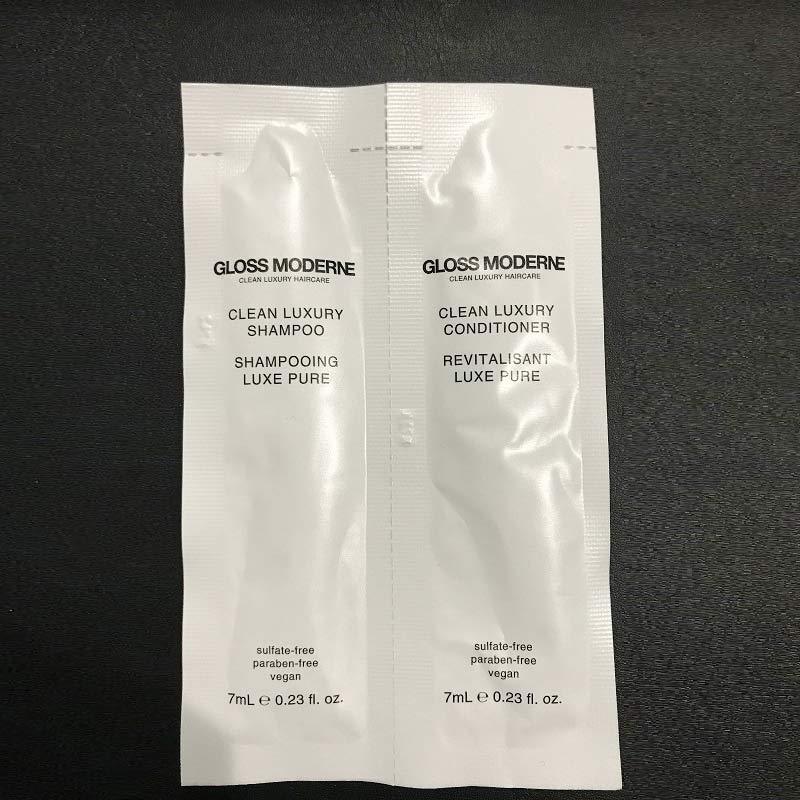 GLOSS MODERNE
CLEAN LUXURY HAIRCARE
CLEAN LUXURY
SHAMPOO
SHAMPOOING
LUXE PURE
sulfate-free
paraben-free
vegan
7mL ℮ 0.23 fl. oz.
GLOSS MODERNE
CLEAN LUXURY HAIRCARE
CLEAN LUXURY
CONDITIONER
REVITALISANT
LUXE PURE
sulfate-free
paraben-free
vegan
7mL ℮ 0.23 fl. oz.